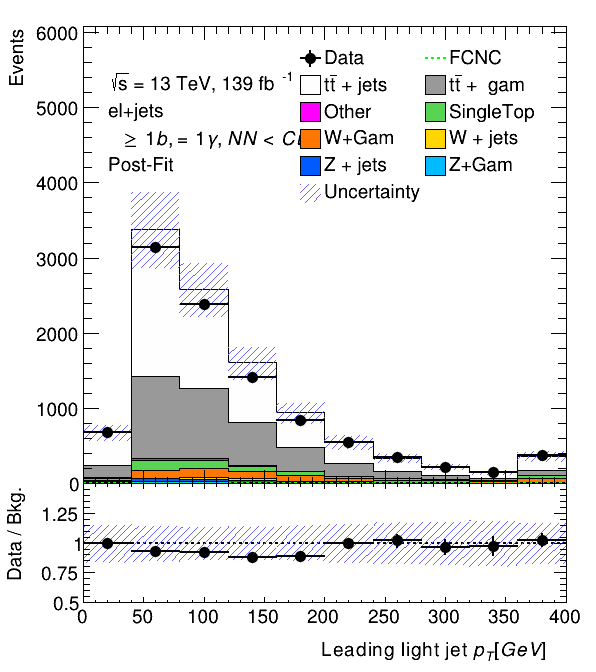 Events
6000
5000
4000
3000
2000
1000
0
√s = 13 TeV, 139 fb⁻¹
el+jets
≥ 1b, = 1γ, NN <
Post-Fit
Data
FCNC
tt̄ + jets
tt̄ + gam
Other
SingleTop
W+Gam
W + jets
Z + jets
Z+Gam
Uncertainty
Data / Bkg.
1.25
1
0.75
0.5
0 50 100 150 200 250 300 350 400
Leading light jet p_T[GeV]